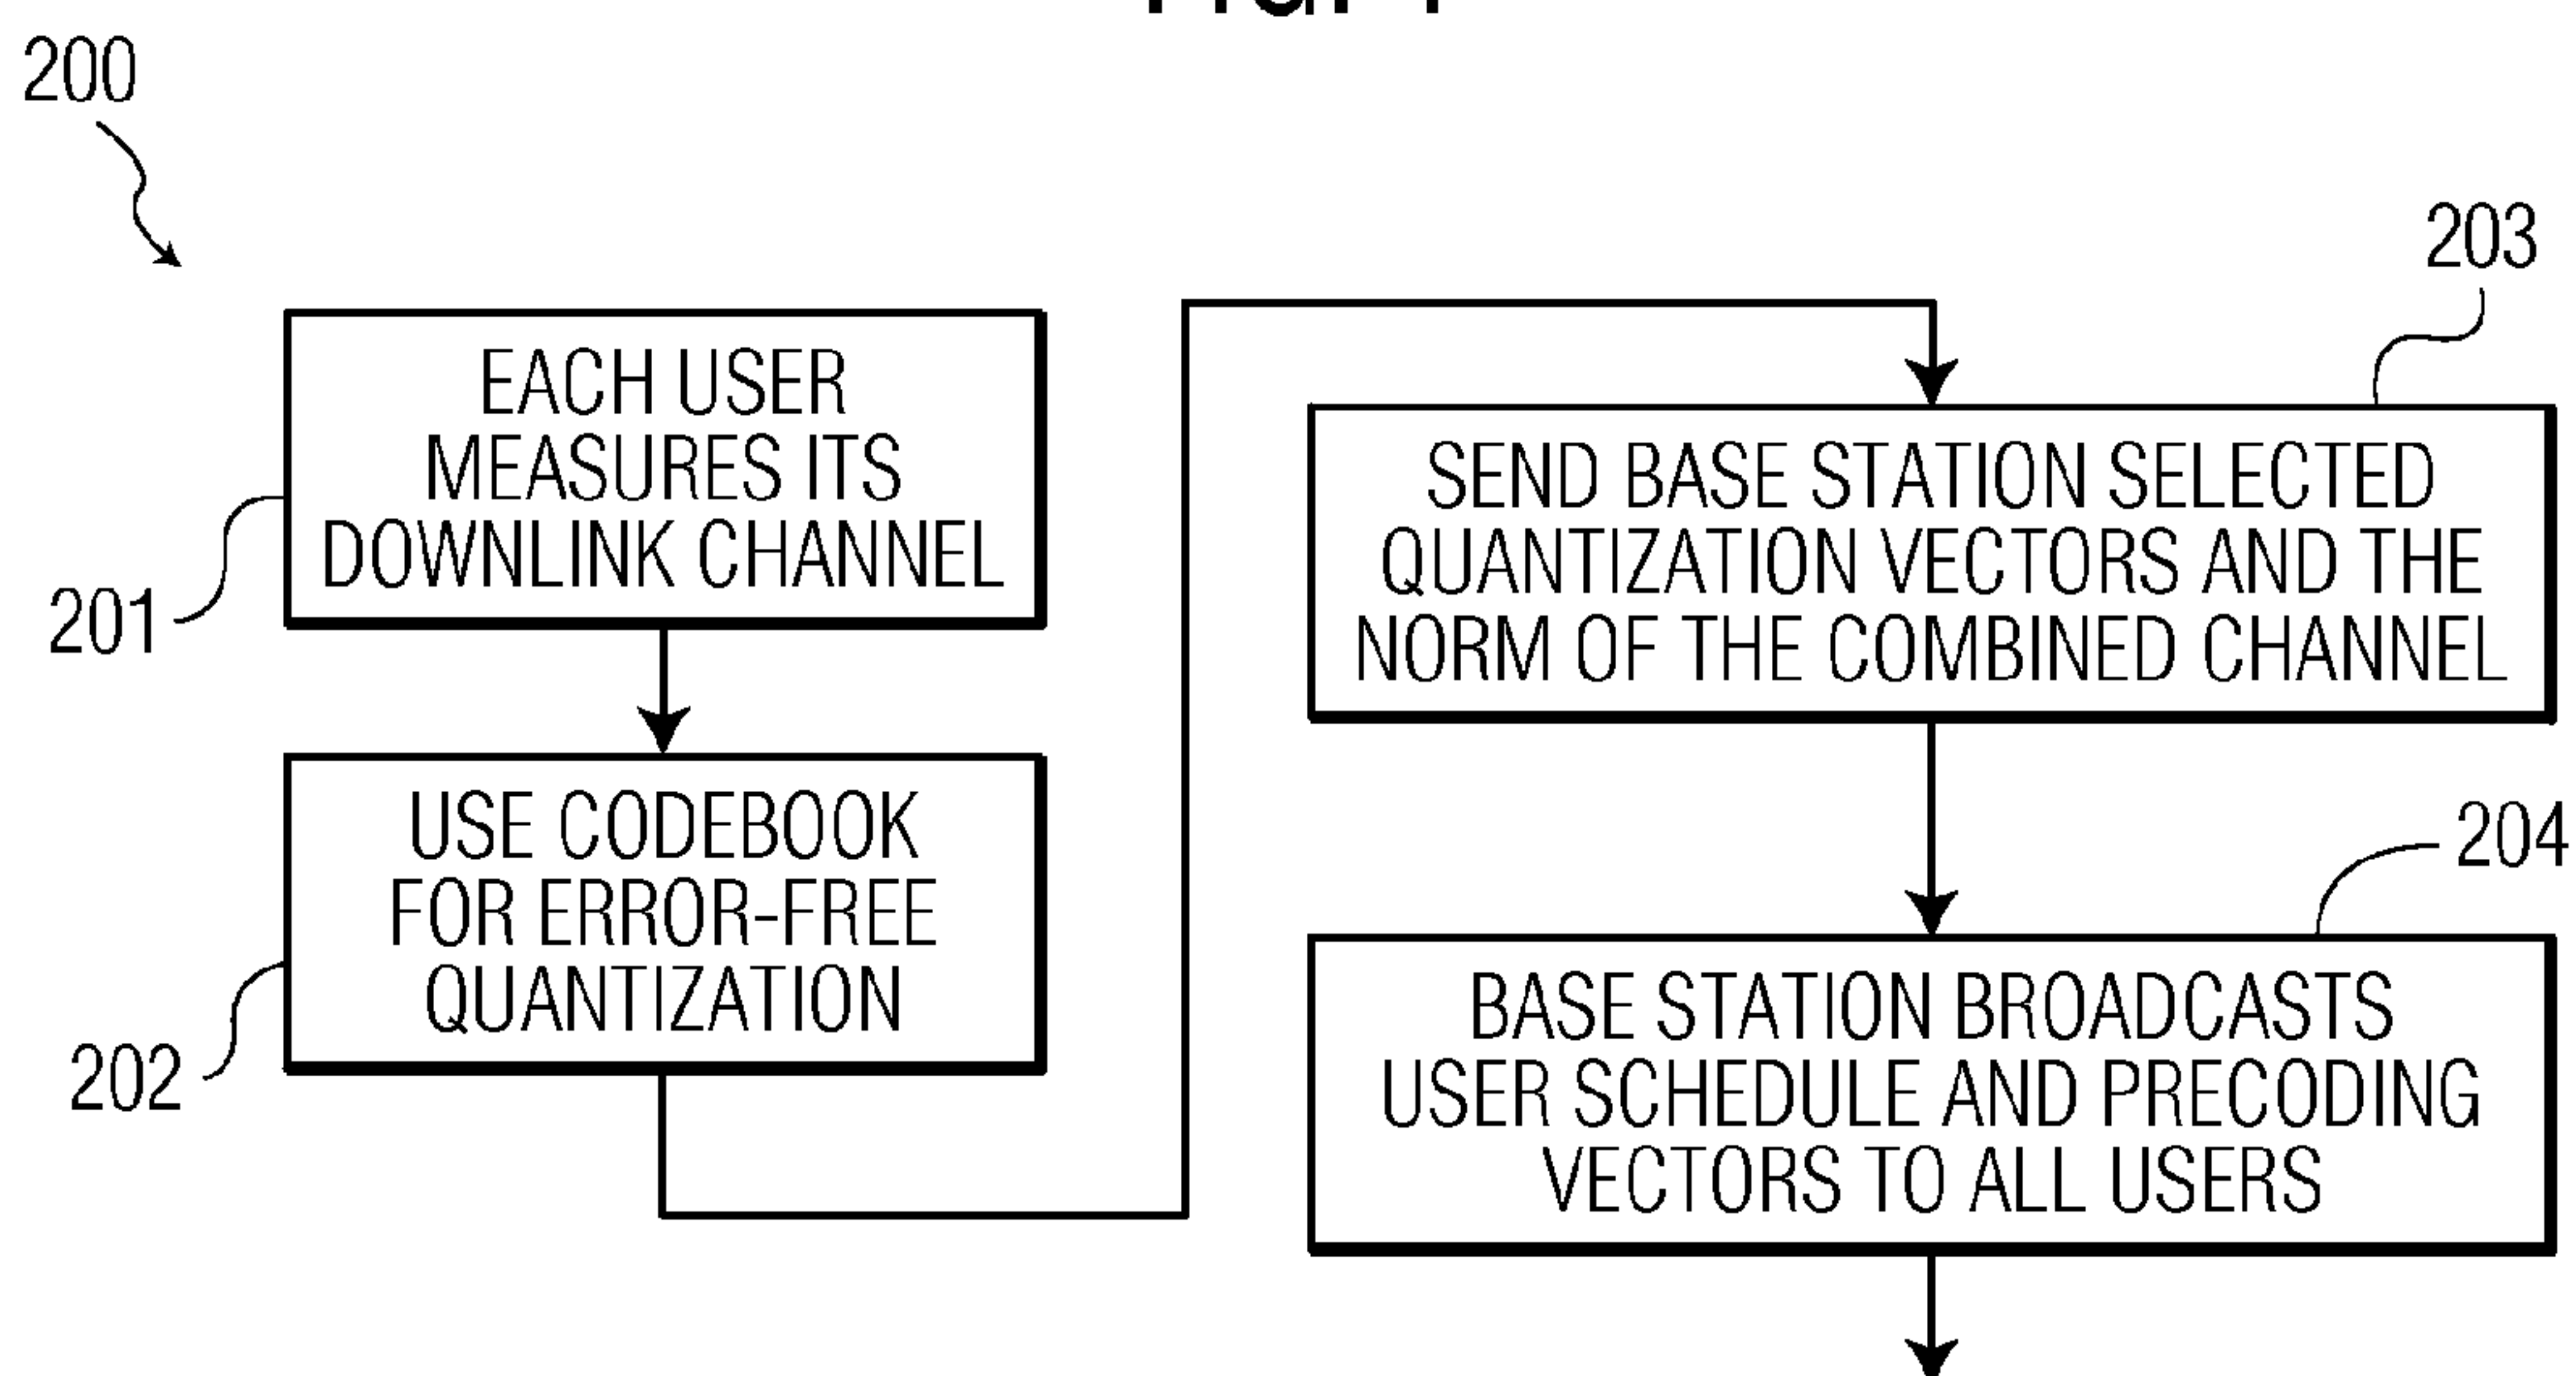 200
EACH USER
MEASURES ITS
DOWNLINK CHANNEL
201
USE CODEBOOK
FOR ERROR-FREE
QUANTIZATION
202
203
SEND BASE STATION SELECTED
QUANTIZATION VECTORS AND THE
NORM OF THE COMBINED CHANNEL
204
BASE STATION BROADCASTS
USER SCHEDULE AND PRECODING
VECTORS TO ALL USERS